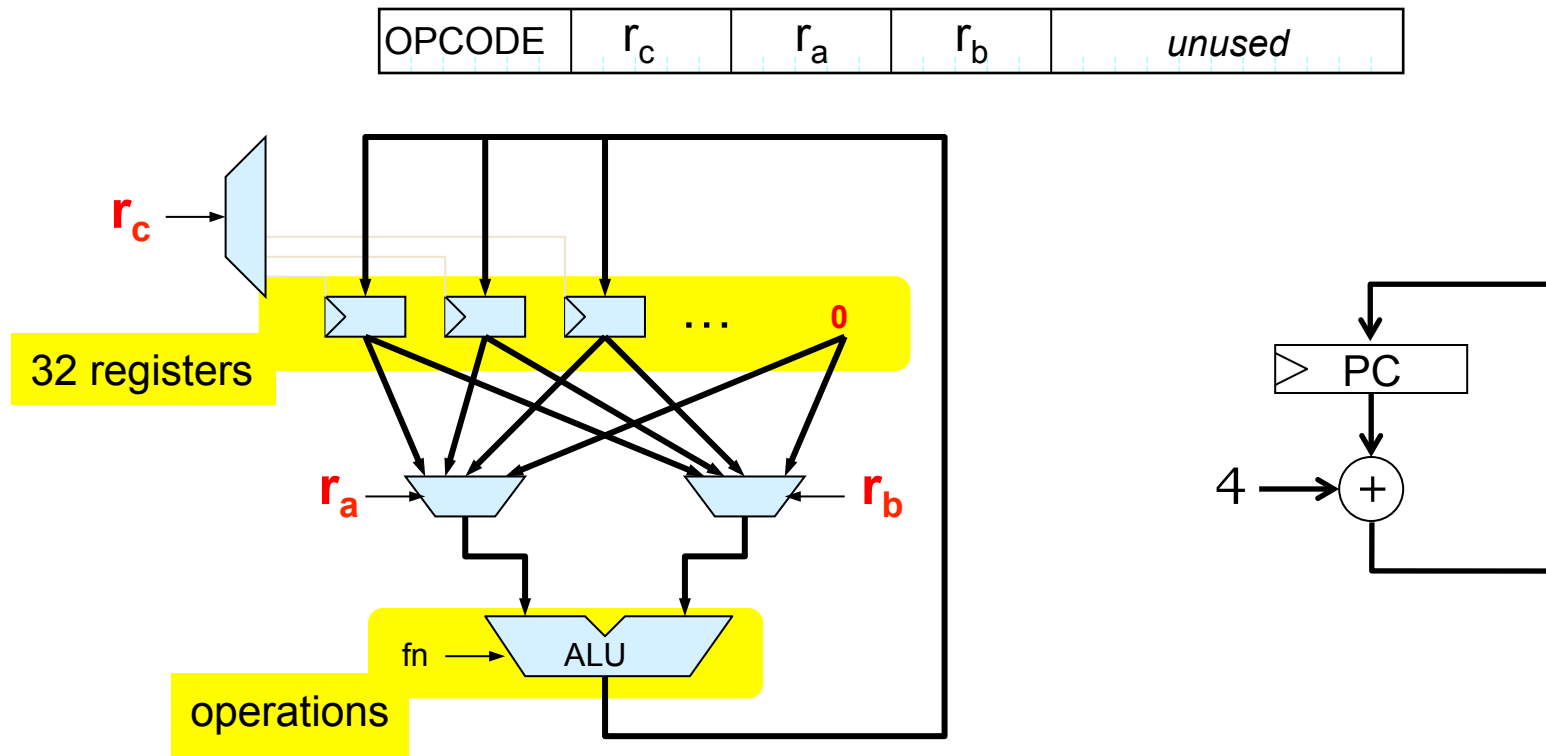 OPCODE r_c r_a r_b unused
r_c
… 0
32 registers
PC
r_a r_b
4 +
fn ALU
operations